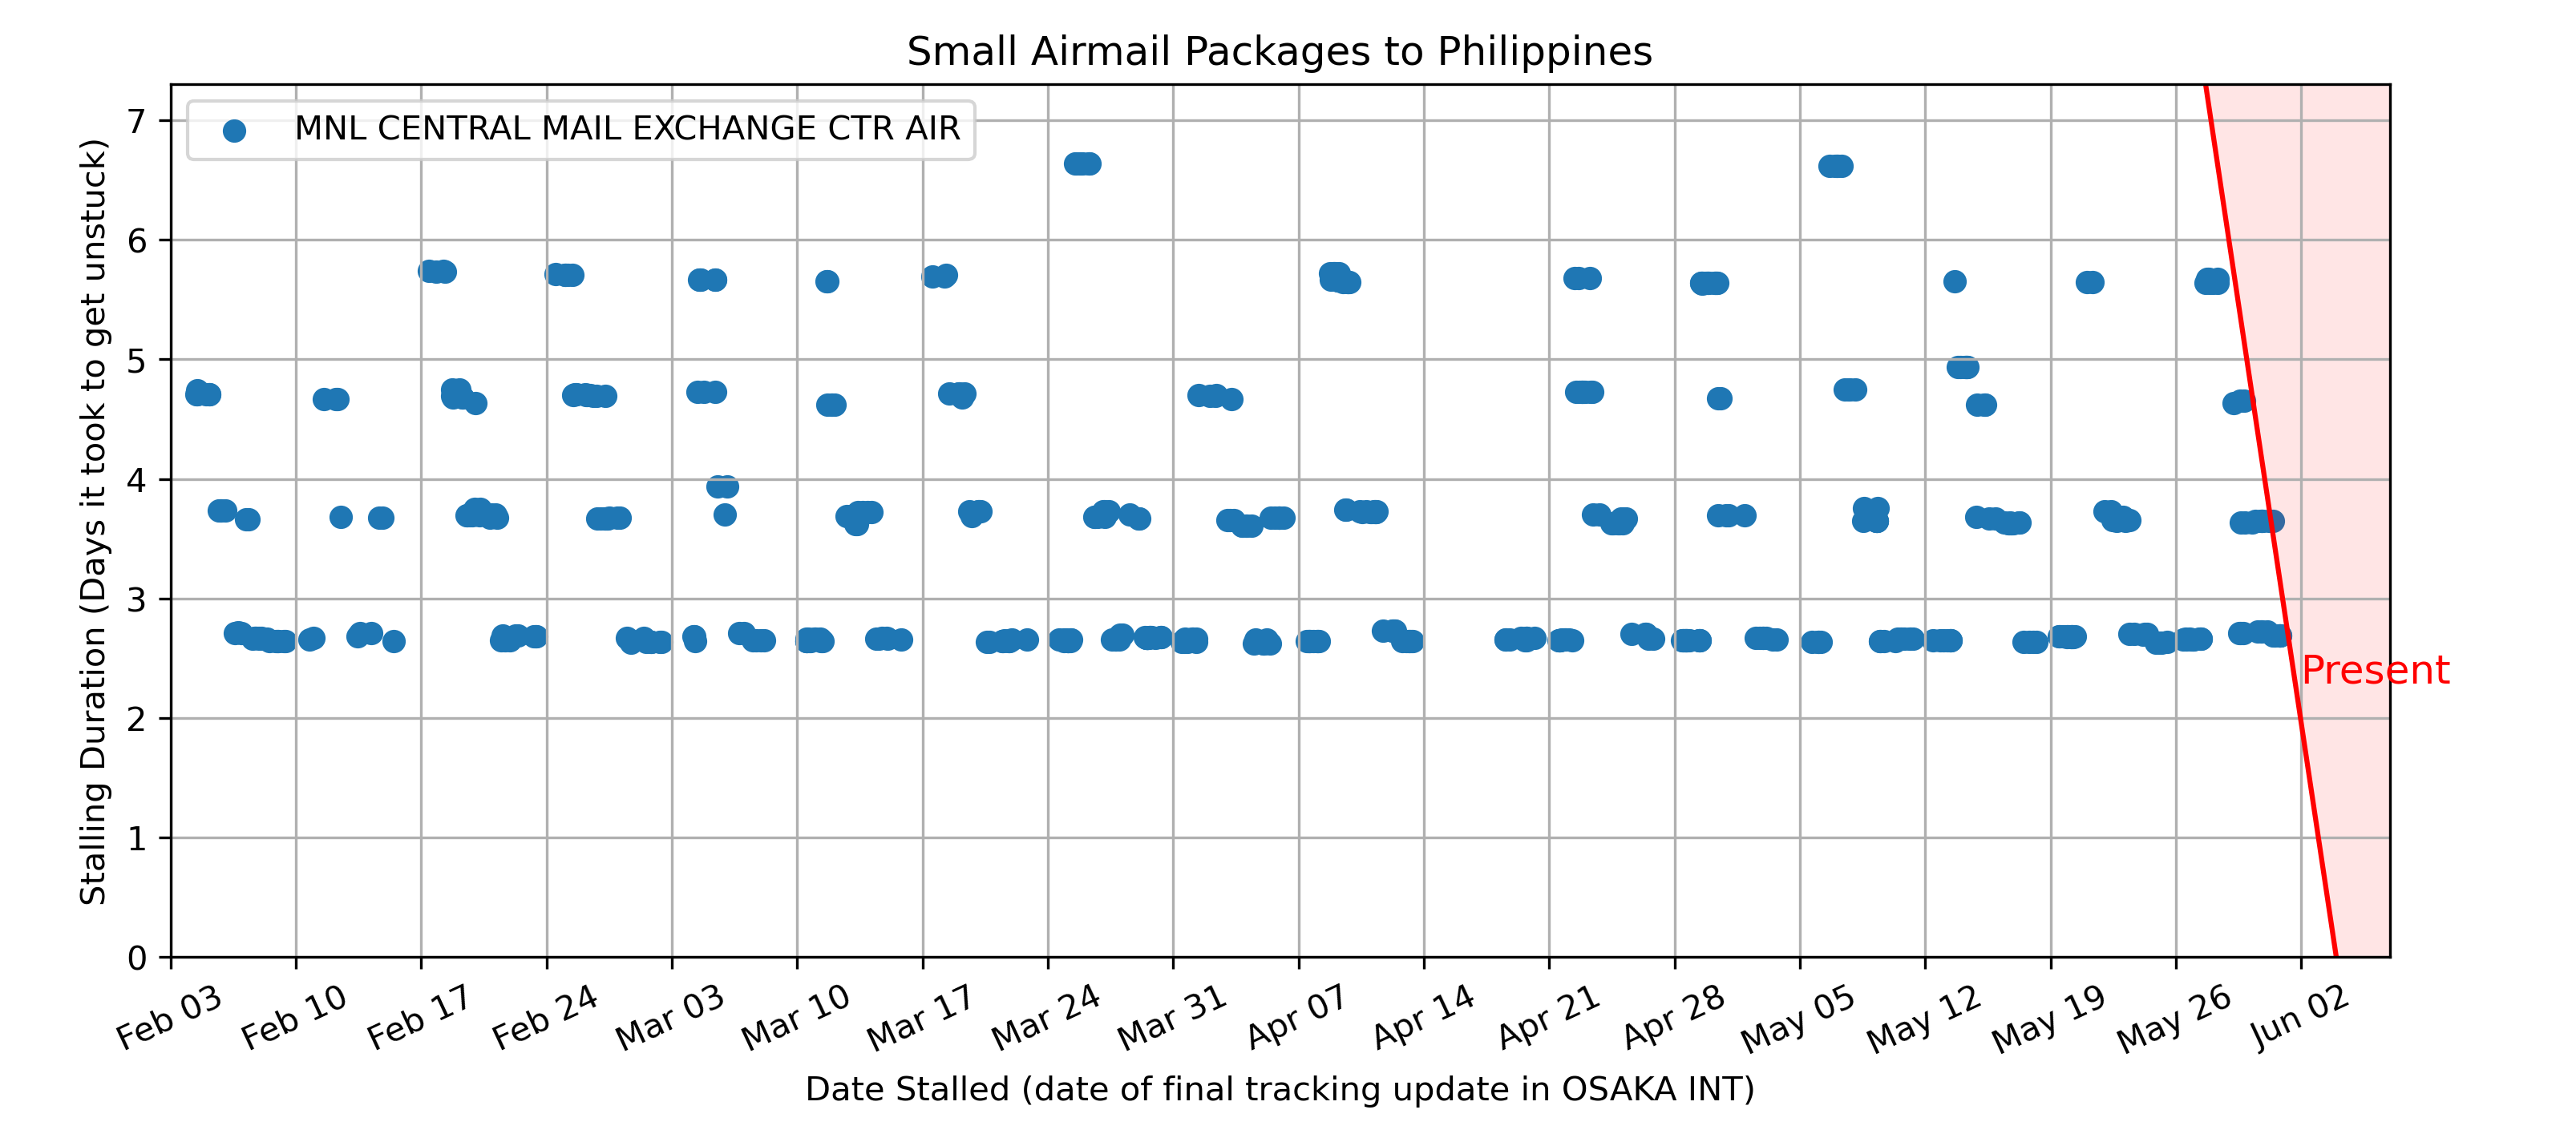 Small Airmail Packages to Philippines
MNL CENTRAL MAIL EXCHANGE CTR AIR
Stalling Duration (Days it took to get unstuck)
7
6
5
4
3
2
1
0
Present
Feb 03
Feb 10
Feb 17
Feb 24
Mar 03
Mar 10
Mar 17
Mar 24
Mar 31
Apr 07
Apr 14
Apr 21
Apr 28
May 05
May 12
May 19
May 26
Jun 02
Date Stalled (date of final tracking update in OSAKA INT)